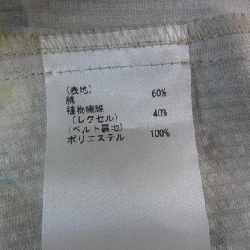 (表地)
綿 60%
植物繊維
(レクセル) 40%
(ベルト裏地)
ポリエステル 100%